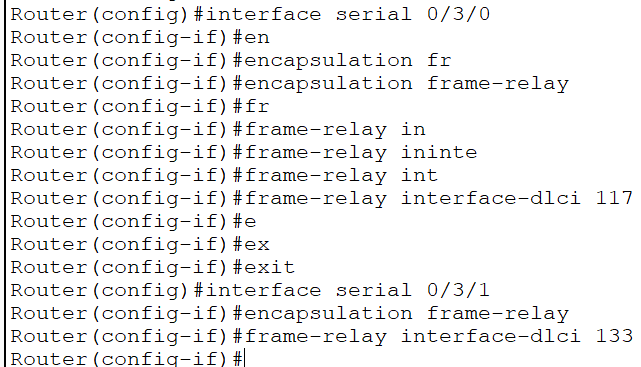 Router(config)#interface serial 0/3/0
Router(config-if)#en
Router(config-if)#encapsulation fr
Router(config-if)#encapsulation frame-relay
Router(config-if)#fr
Router(config-if)#frame-relay in
Router(config-if)#frame-relay ininte
Router(config-if)#frame-relay int
Router(config-if)#frame-relay interface-dlci 117
Router(config-if)#e
Router(config-if)#ex
Router(config-if)#exit
Router(config)#interface serial 0/3/1
Router(config-if)#encapsulation frame-relay
Router(config-if)#frame-relay interface-dlci 133
Router(config-if)#